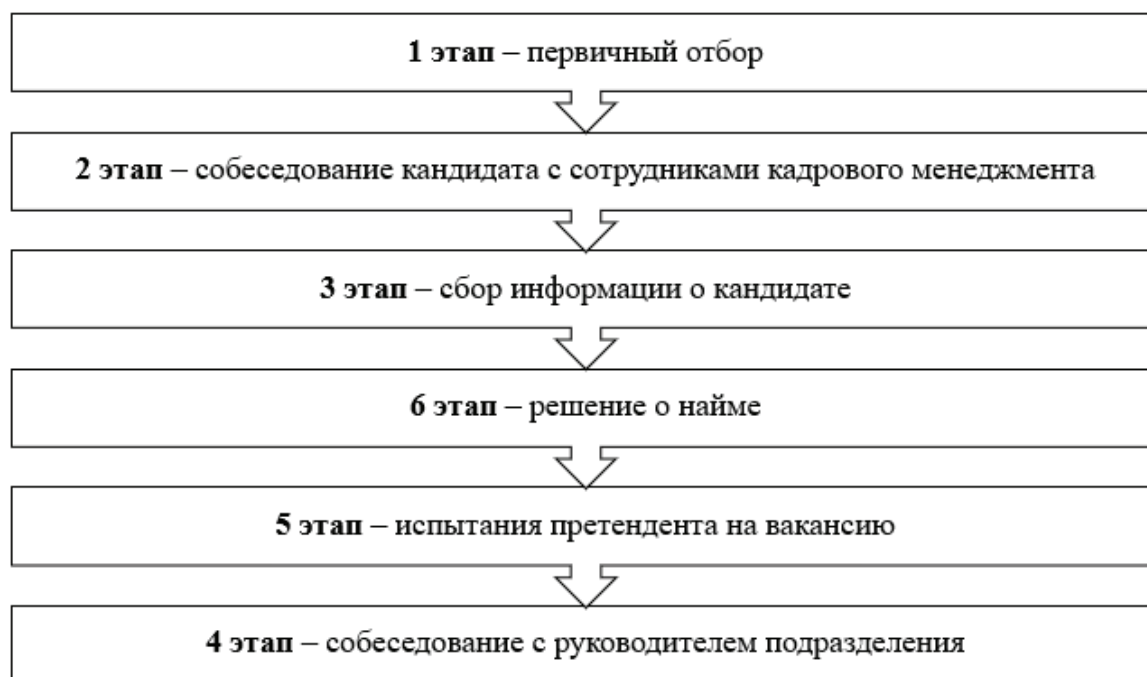 1 этап – первичный отбор
2 этап – собеседование кандидата с сотрудниками кадрового менеджмента
3 этап – сбор информации о кандидате
6 этап – решение о найме
5 этап – испытания претендента на вакансию
4 этап – собеседование с руководителем подразделения